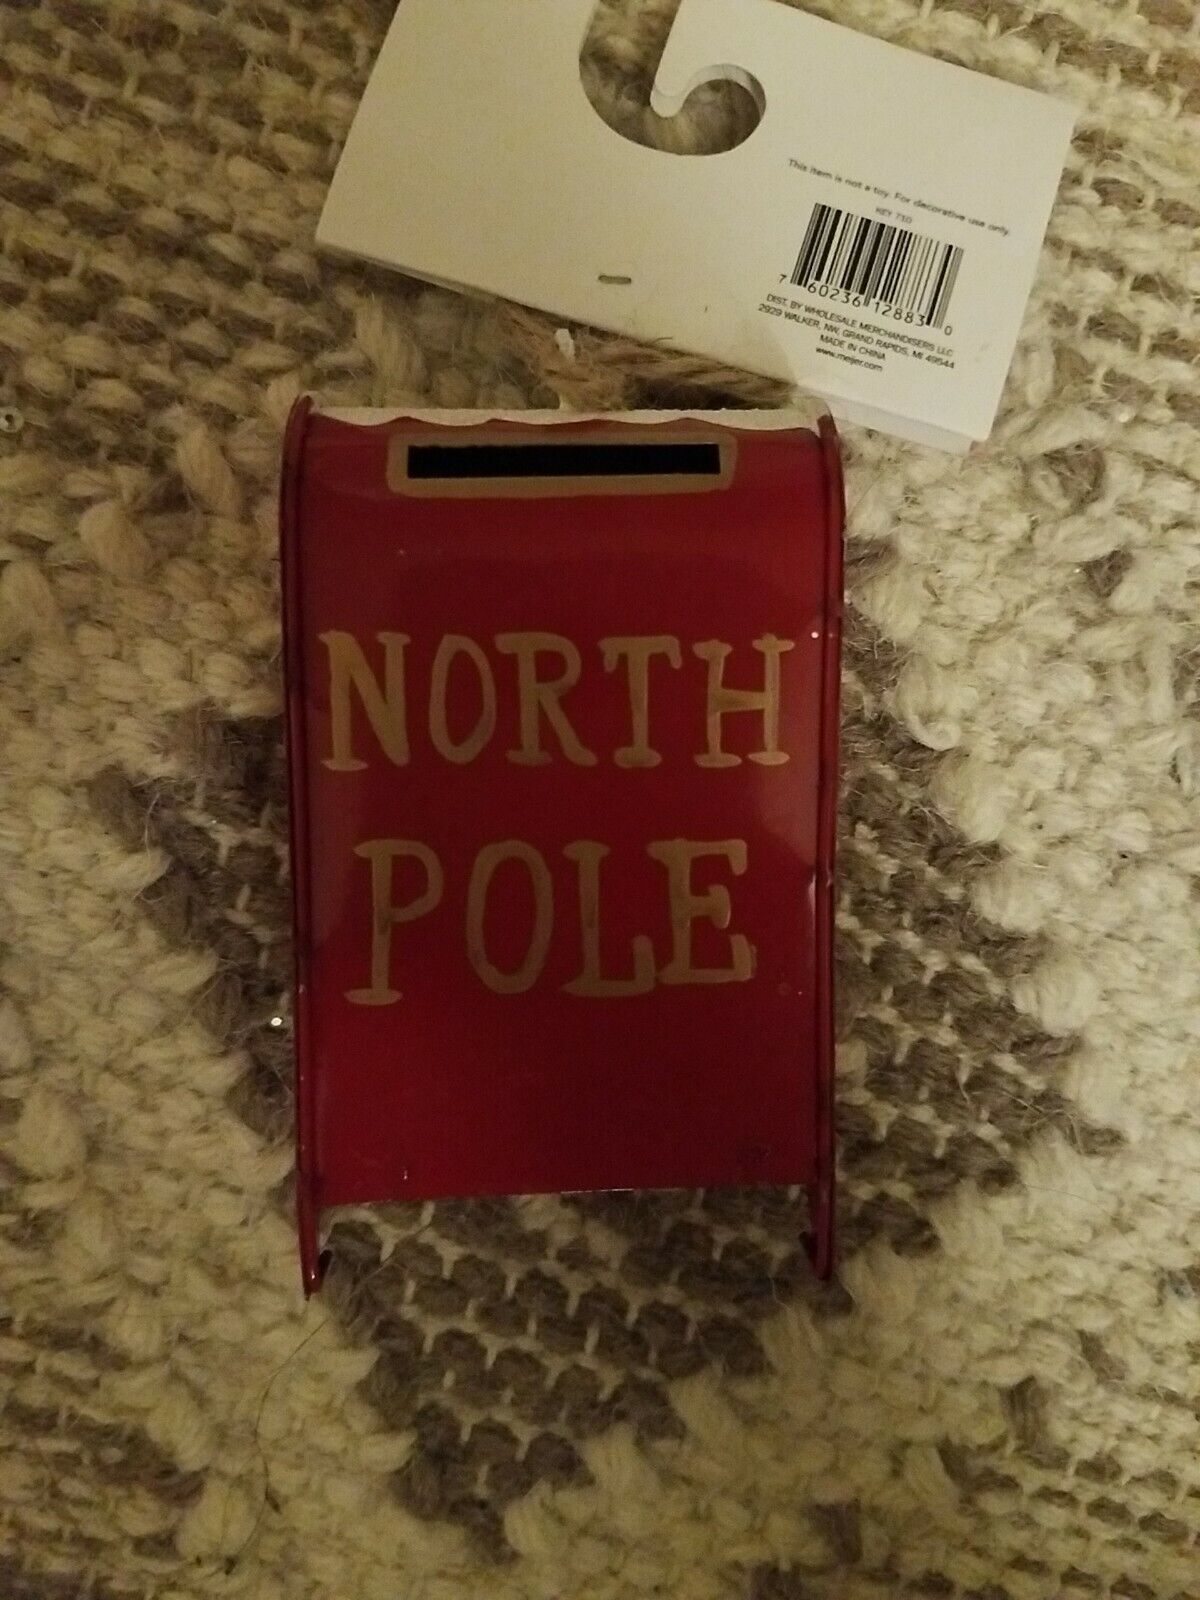 This item is not a toy. For decorative use only.
KEY 710
7 60236 12883 0
DIST. BY WHOLESALE MERCHANDISERS LLC
2929 WALKER, NW, GRAND RAPIDS, MI 49544
MADE IN CHINA
www.meijer.com
NORTH
POLE